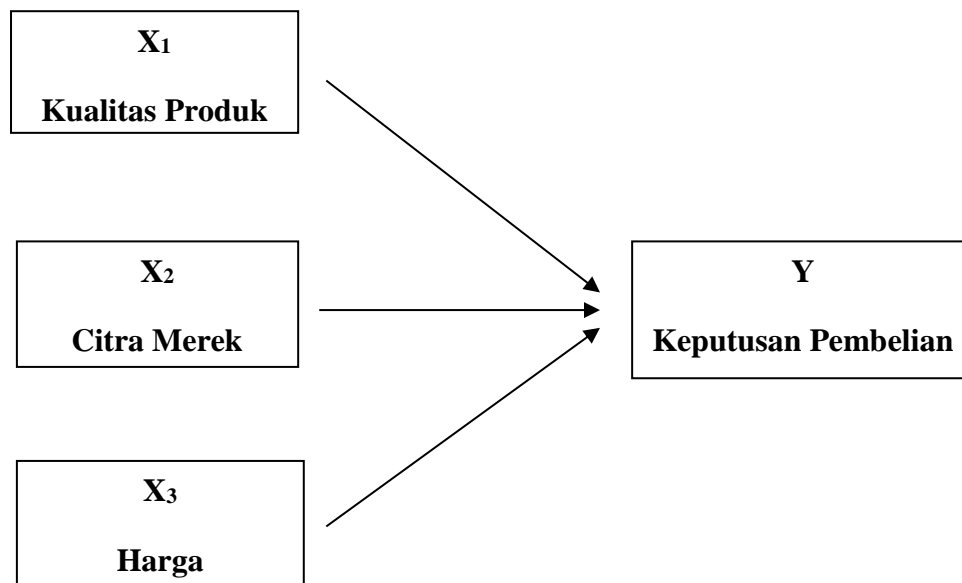 X1
Kualitas Produk
X2
Citra Merek
Y
Keputusan Pembelian
X3
Harga